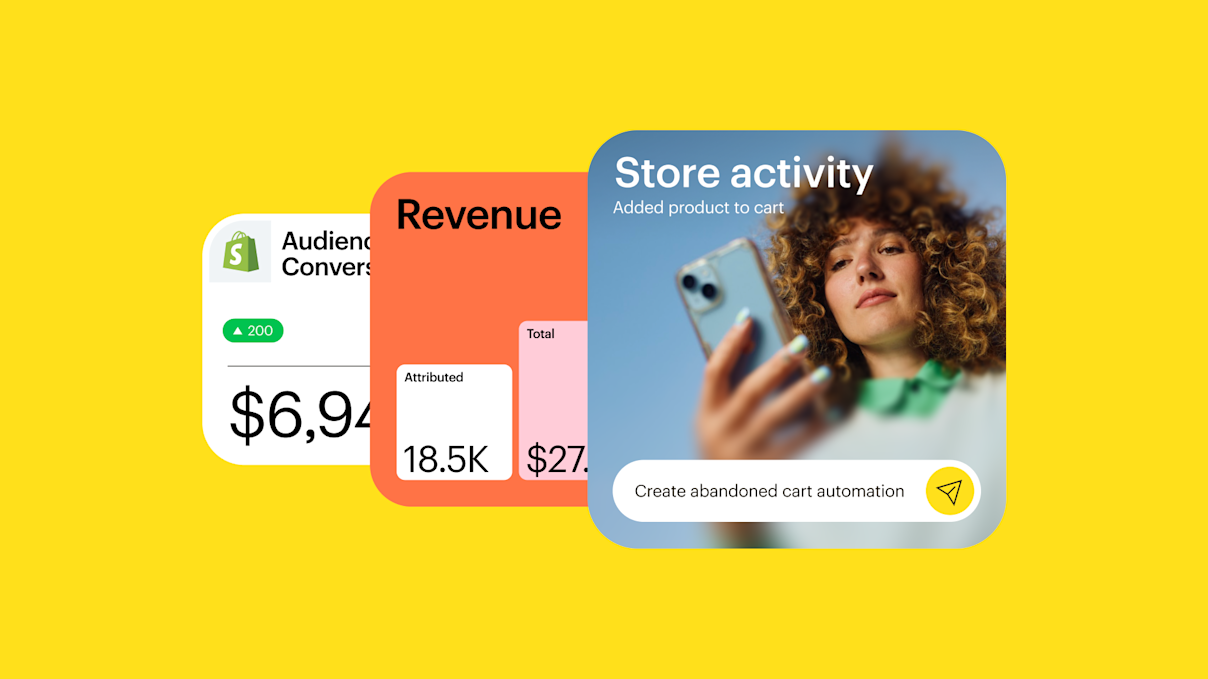 Audien
Convers
▲ 200
$6,94
Revenue
Attributed
18.5K
Total
$27.
Store activity
Added product to cart
Create abandoned cart automation